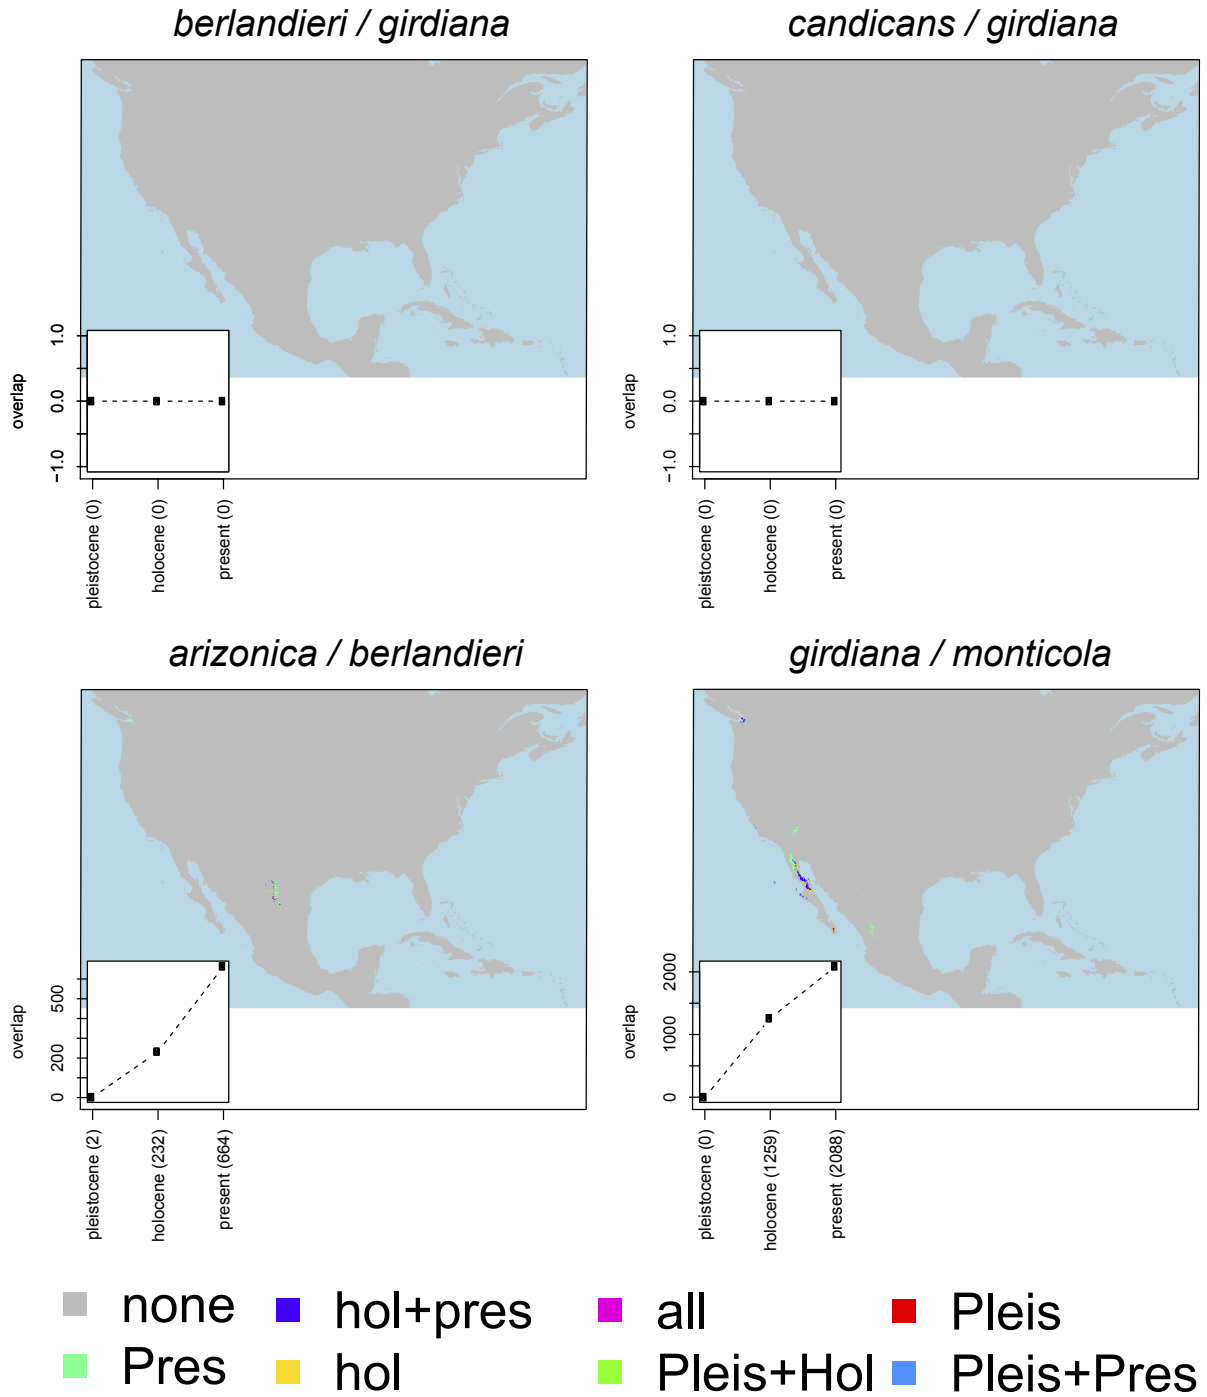 berlandieri / girdiana
candicans / girdiana
1.0
0.0
−1.0
overlap
pleistocene (0)
holocene (0)
present (0)
1.0
0.0
−1.0
overlap
pleistocene (0)
holocene (0)
present (0)
arizonica / berlandieri
girdiana / monticola
500
200
0
overlap
pleistocene (2)
holocene (232)
present (664)
2000
1000
0
overlap
pleistocene (0)
holocene (1259)
present (2088)
none
hol+pres
all
Pleis
Pres
hol
Pleis+Hol
Pleis+Pres